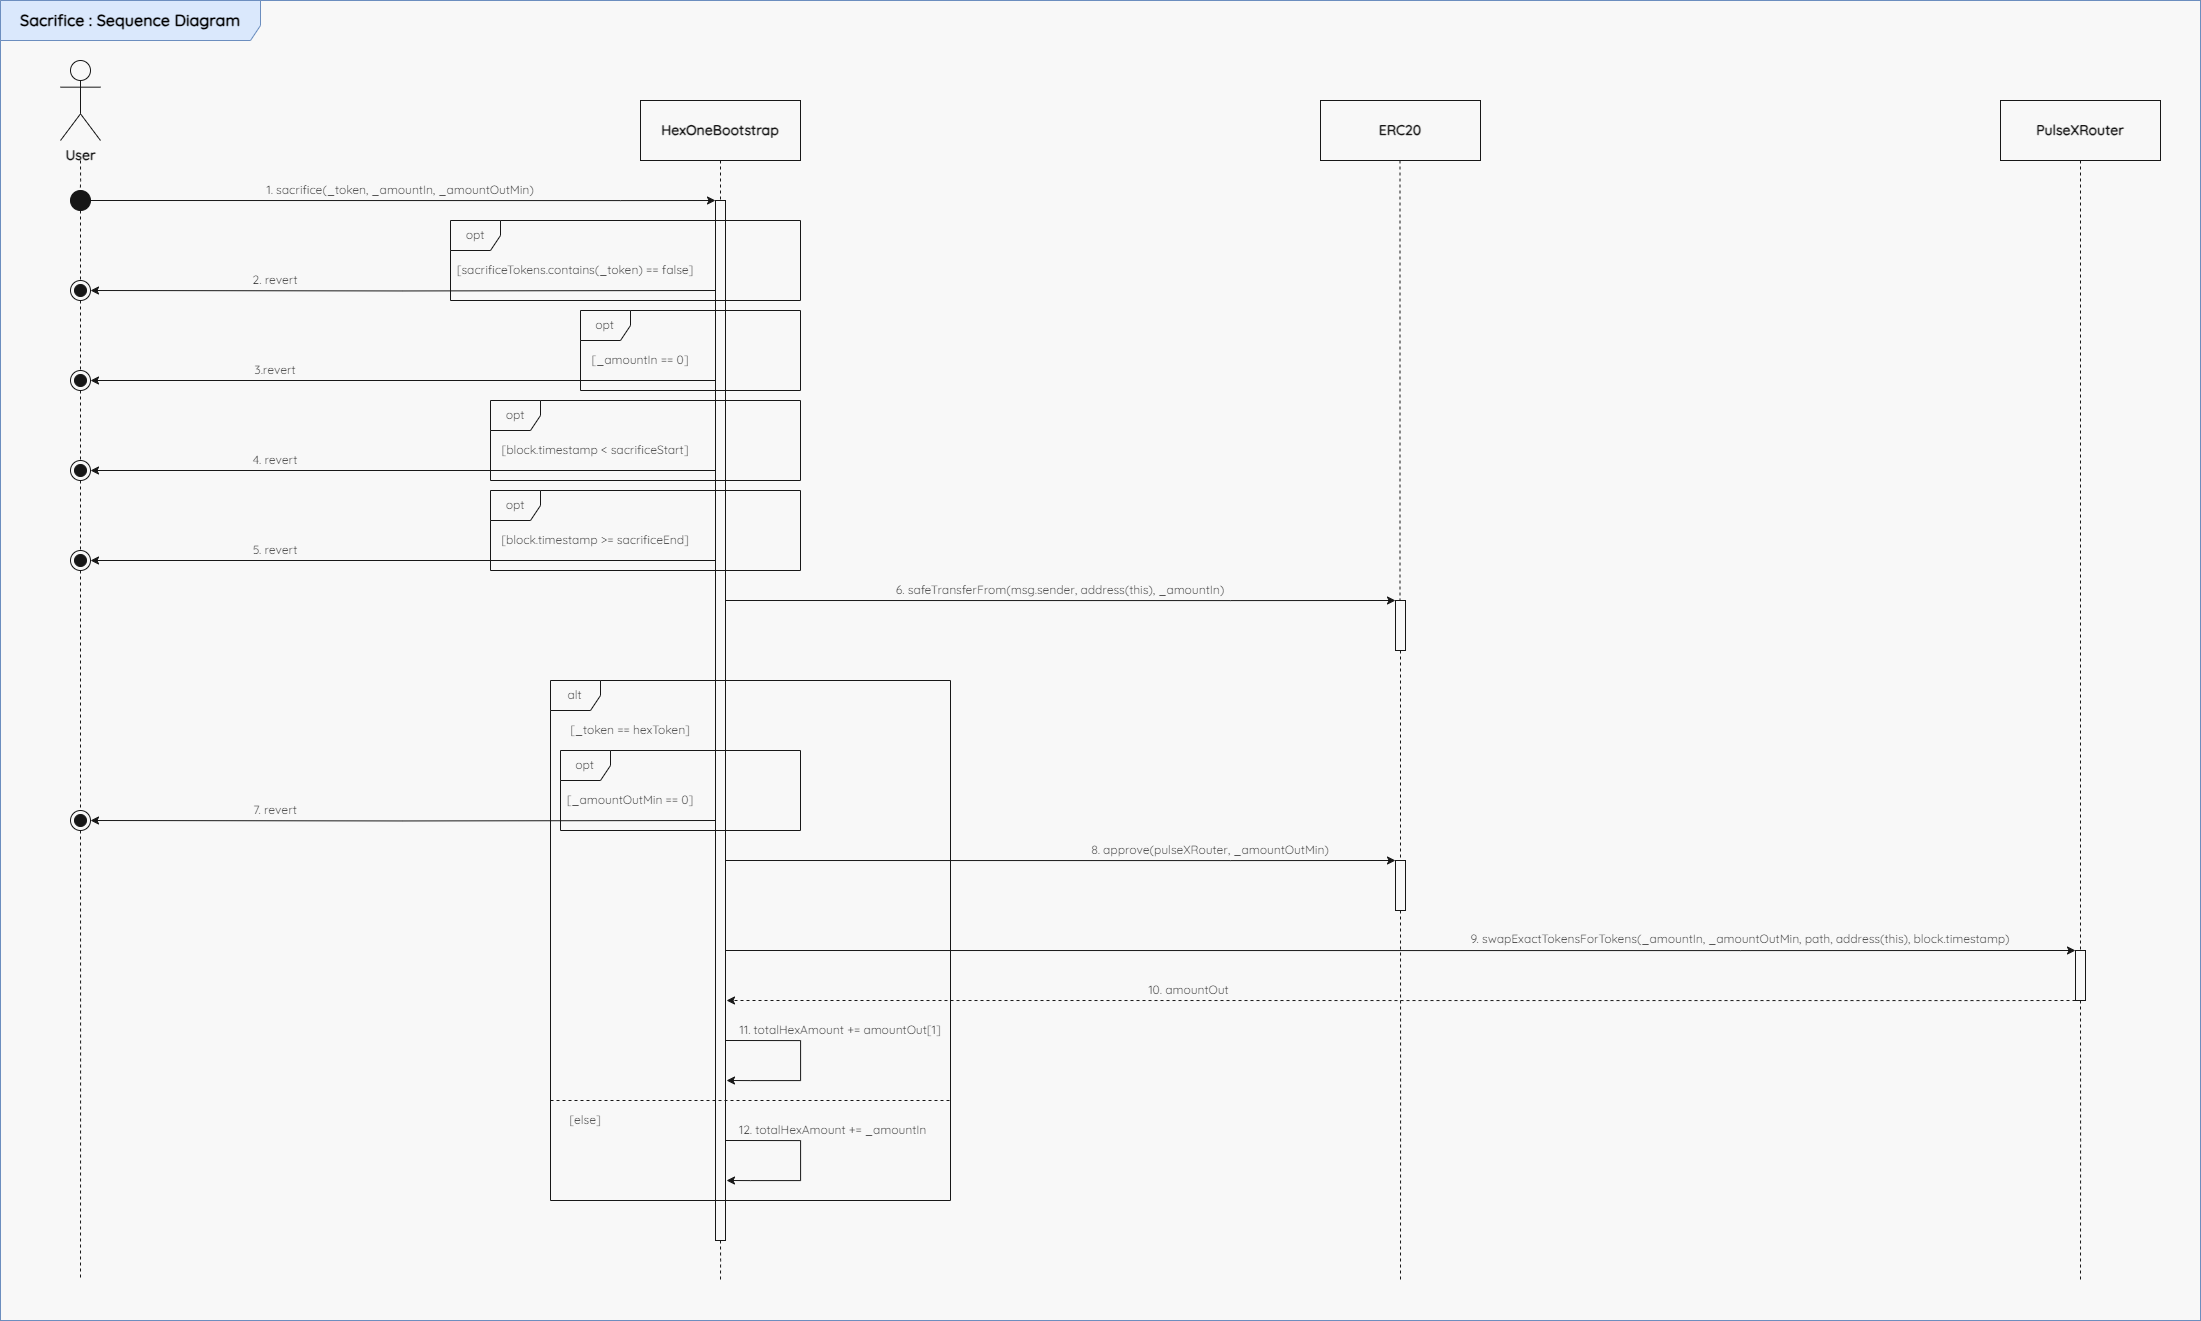 Sacrifice : Sequence Diagram
User
HexOneBootstrap
ERC20
PulseXRouter
1. sacrifice(_token, _amountIn, _amountOutMin)
opt
[sacrificeTokens.contains(_token) == false]
2. revert
opt
[_amountIn == 0]
3.revert
opt
[block.timestamp < sacrificeStart]
4. revert
opt
[block.timestamp >= sacrificeEnd]
5. revert
6. safeTransferFrom(msg.sender, address(this), _amountIn)
alt
[_token == hexToken]
opt
[_amountOutMin == 0]
7. revert
8. approve(pulseXRouter, _amountOutMin)
9. swapExactTokensForTokens(_amountIn, _amountOutMin, path, address(this), block.timestamp)
10. amountOut
11. totalHexAmount += amountOut[1]
[else]
12. totalHexAmount += _amountIn